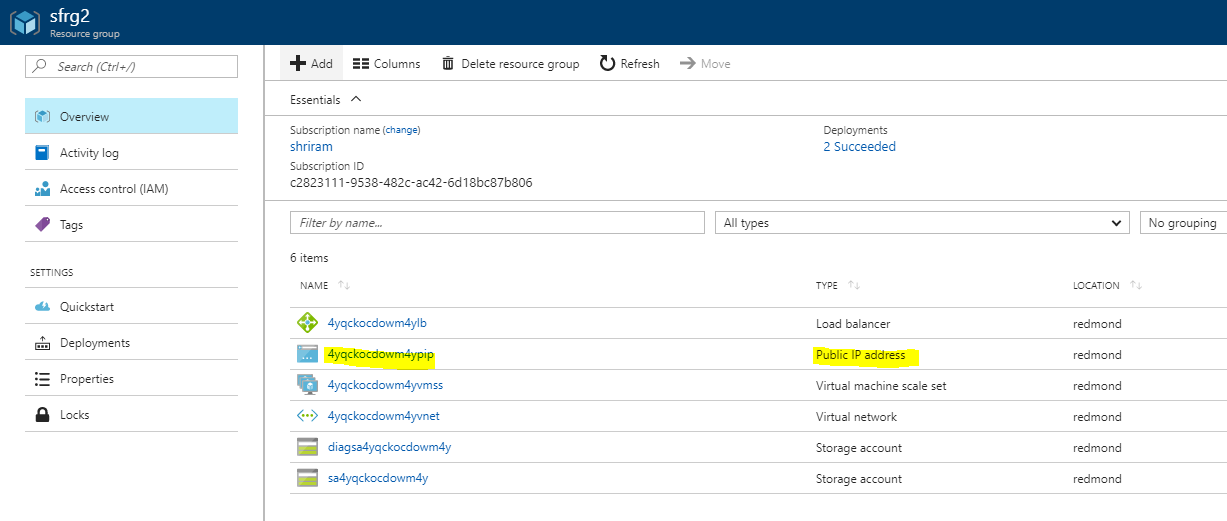 sfrg2
Resource group
Search (Ctrl+/)
Overview
Activity log
Access control (IAM)
Tags
SETTINGS
Quickstart
Deployments
Properties
Locks
Add Columns Delete resource group Refresh Move
Essentials
Subscription name (change) Deployments
shriram 2 Succeeded
Subscription ID
c2823111-9538-482c-ac42-6d18bc87b806
Filter by name... All types No grouping
6 items
NAME TYPE LOCATION
4yqckocdowm4ylb Load balancer redmond
4yqckocdowm4ypip Public IP address redmond
4yqckocdowm4yvmss Virtual machine scale set redmond
4yqckocdowm4yvnet Virtual network redmond
diagsa4yqckocdowm4y Storage account redmond
sa4yqckocdowm4y Storage account redmond